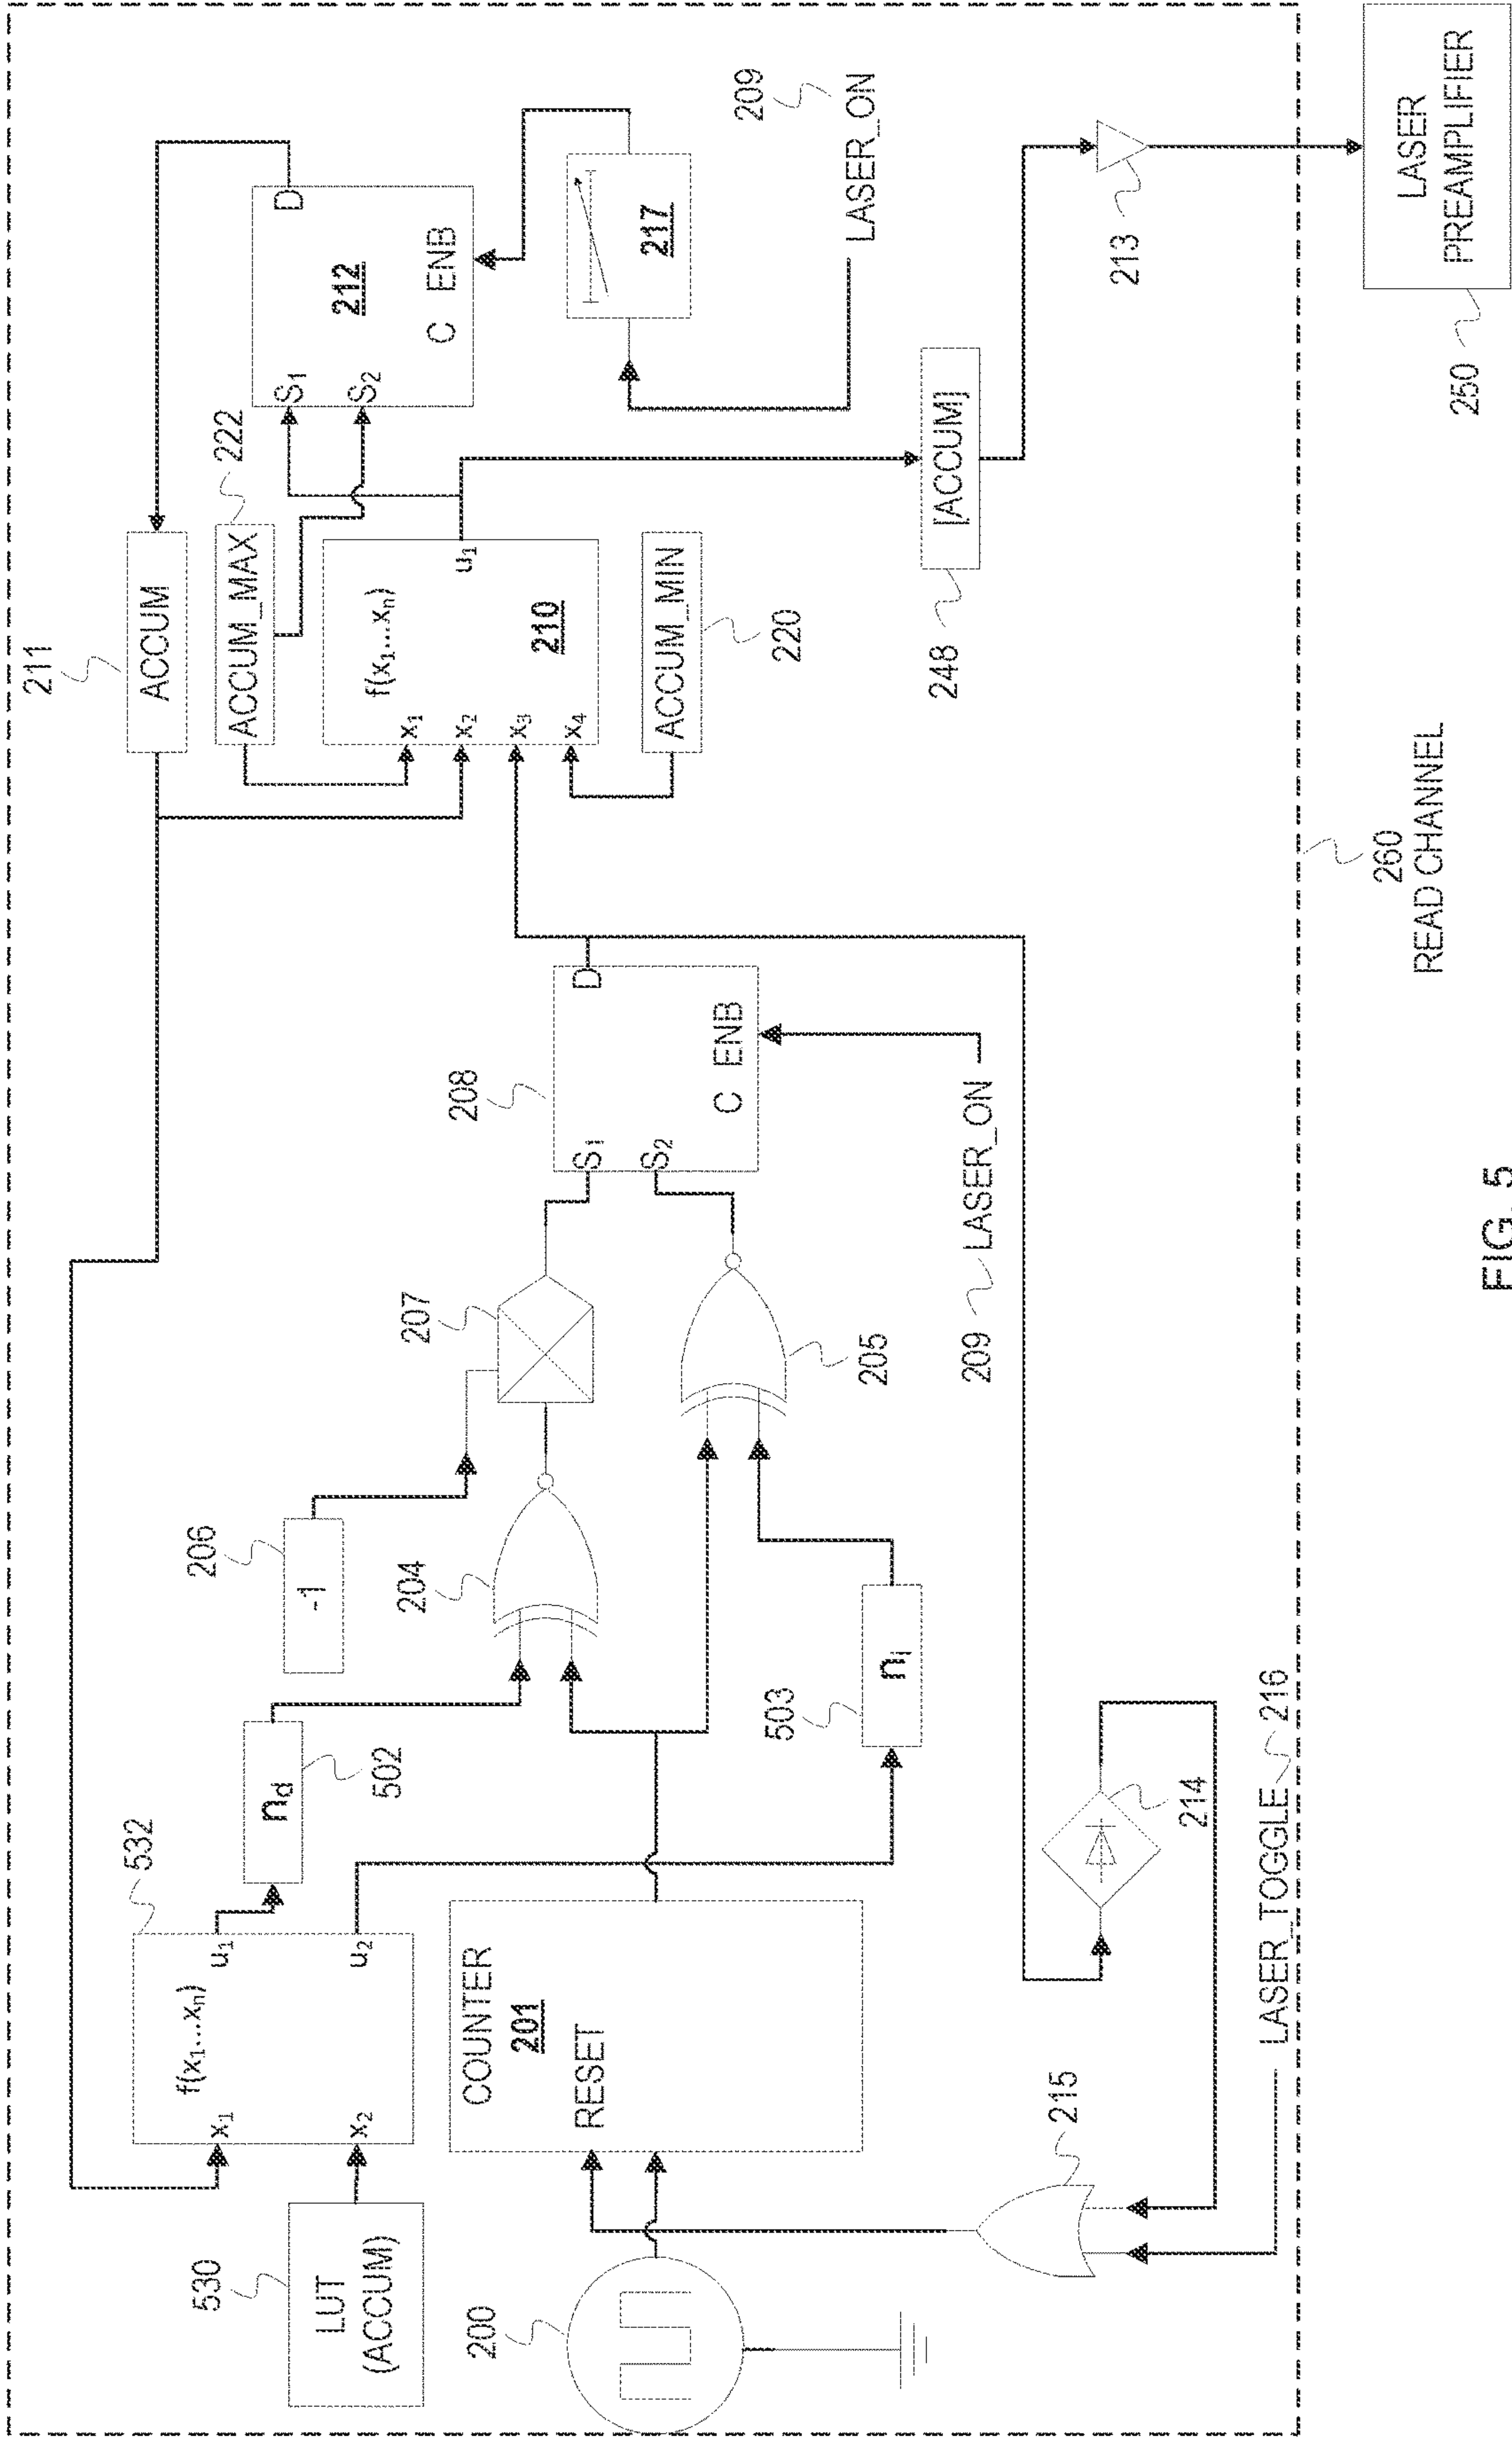 530
LUT
(ACCUM)
532
f(x₁...xₙ)
x₁
x₂
u₁
u₂
n_d
502
206
-1
204
207
205
503
n_i
COUNTER
201
RESET
200
215
214
LASER_TOGGLE 216
208
S₁
S₂
D
C ENB
209 LASER_ON
211
ACCUM
222
ACCUM_MAX
f(x₁...xₙ)
x₁
x₂
x₃
x₄
u₁
210
ACCUM_MIN
220
S₁
S₂
D
212
C ENB
217
209
LASER_ON
[ACCUM]
248
213
LASER
PREAMPLIFIER
250
260
READ CHANNEL
FIG. 5